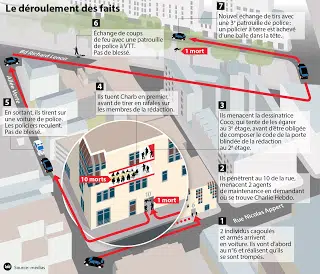 Le déroulement des faits
6
Échange de coups
de feu avec une patrouille
de police à VTT.
Pas de blessé.
7
Nouvel échange de tirs avec
une 3e patrouille de police ;
un policier à terre est achevé
d'une balle dans la tête.
1 mort
Bd Richard Lenoir
Allée Verte
5
En sortant, ils tirent sur
une voiture de police.
Les policiers reculent.
Pas de blessé.
4
Ils tuent Charb en premier,
avant de tirer en rafales sur
les membres de la rédaction.
3
Ils menacent la dessinatrice
Coco, qui tente de les égarer
au 3e étage, avant d'être obligée
de composer le code de la porte
blindée de la rédaction
au 2e étage.
10 morts
1 mort
10
2
Ils pénètrent au 10 de la rue,
menacent 2 agents
de maintenance en demandant
où se trouve Charlie Hebdo.
Rue Nicolas Appert
1
2 individus cagoulés
et armés arrivent
en voiture. Ils vont d'abord
au n°6 et réalisent qu'ils
se sont trompés.
Source : médias